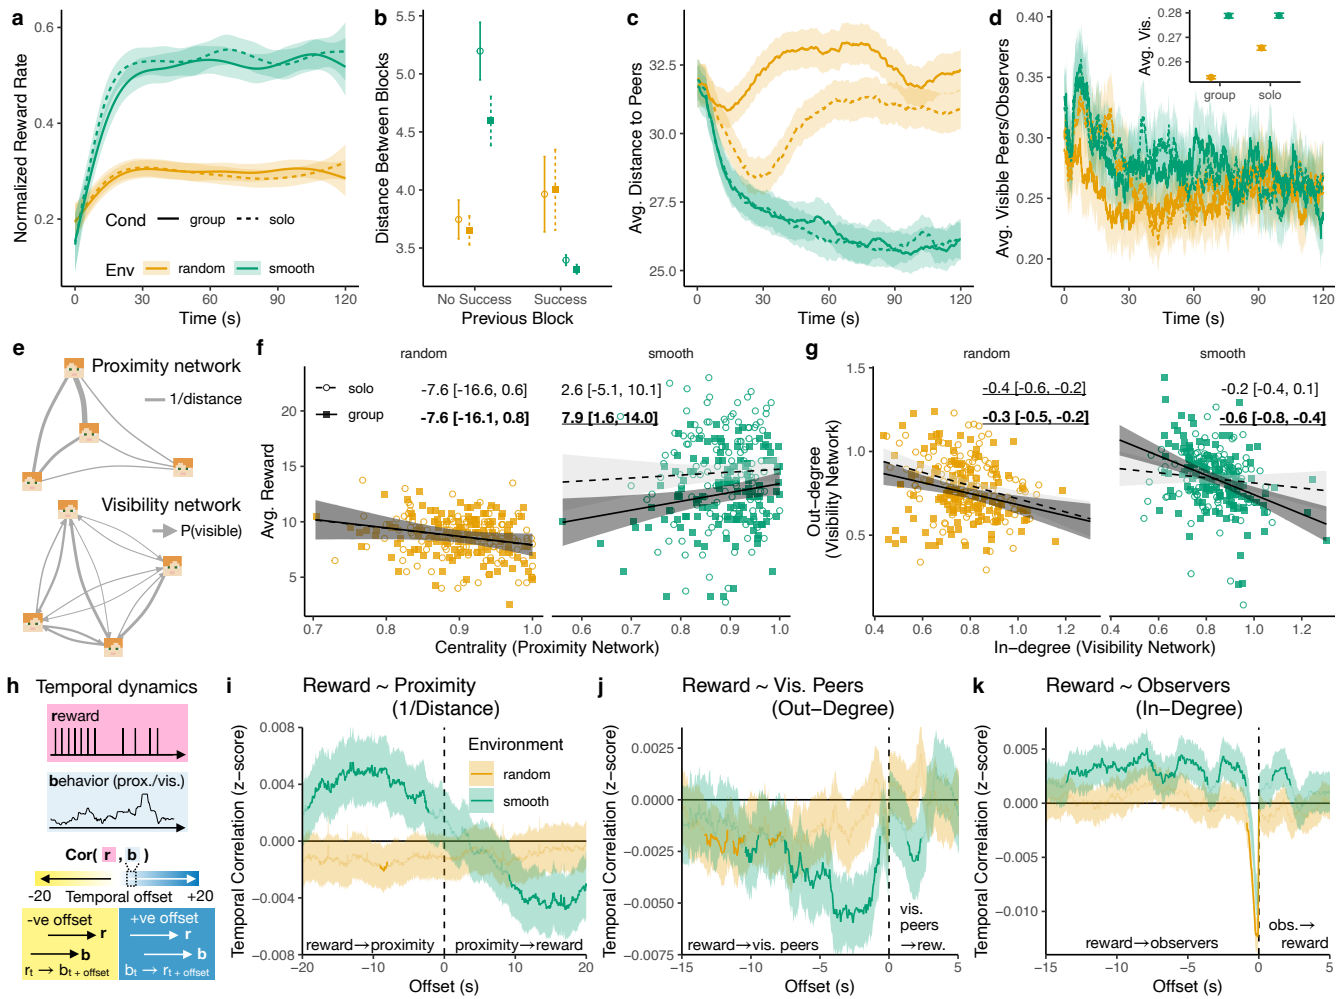 a
Normalized Reward Rate
0.6
0.4
0.2
Cond
group
solo
Env
random
smooth
0
30
60
90
120
Time (s)
b
Distance Between Blocks
5.5
5.0
4.5
4.0
3.5
No Success
Success
Previous Block
c
Avg. Distance to Peers
32.5
30.0
27.5
25.0
0
30
60
90
120
Time (s)
d
Avg. Visible Peers/Observers
0.40
0.35
0.30
0.25
0.20
0
30
60
90
120
Time (s)
Avg. Vis.
0.28
0.27
0.26
group
solo
e
Proximity network
1/distance
Visibility network
P(visible)
f
random
smooth
solo
-7.6 [-16.6, 0.6]
2.6 [-5.1, 10.1]
group
-7.6 [-16.1, 0.8]
7.9 [1.6, 14.0]
Avg. Reward
20
15
10
5
0.7
0.8
0.9
1.0
0.6
0.7
0.8
0.9
1.0
Centrality (Proximity Network)
g
random
smooth
-0.4 [-0.6, -0.2]
-0.2 [-0.4, 0.1]
-0.3 [-0.5, -0.2]
-0.6 [-0.8, -0.4]
Out−degree
(Visibility Network)
1.5
1.0
0.5
0.4
0.6
0.8
1.0
1.2
0.4
0.6
0.8
1.0
1.2
In−degree (Visibility Network)
h
Temporal dynamics
reward
behavior (prox./vis.)
Cor( r , b )
-20
Temporal offset
+20
-ve offset
r
b
rt → bt + offset
+ve offset
r
b
bt → rt + offset
i
Reward ~ Proximity
(1/Distance)
Temporal Correlation (z−score)
0.008
0.004
0.000
−0.004
−0.008
Environment
random
smooth
reward→proximity
proximity→reward
−20
−10
0
10
20
Offset (s)
j
Reward ~ Vis. Peers
(Out−Degree)
Temporal Correlation (z−score)
0.0025
0.0000
−0.0025
−0.0050
−0.0075
reward→vis. peers
vis.
peers
→rew.
−15
−10
−5
0
5
Offset (s)
k
Reward ~ Observers
(In−Degree)
Temporal Correlation (z−score)
0.005
0.000
−0.005
−0.010
reward→observers
obs.→
reward
−15
−10
−5
0
5
Offset (s)